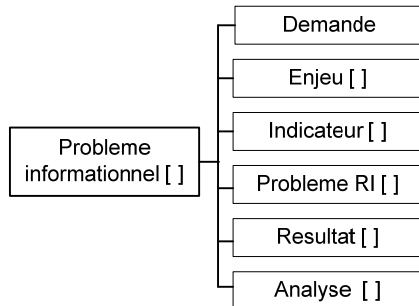 Demande
Enjeu [ ]
Indicateur [ ]
Probleme
informationnel [ ]
Probleme RI [ ]
Resultat [ ]
Analyse [ ]